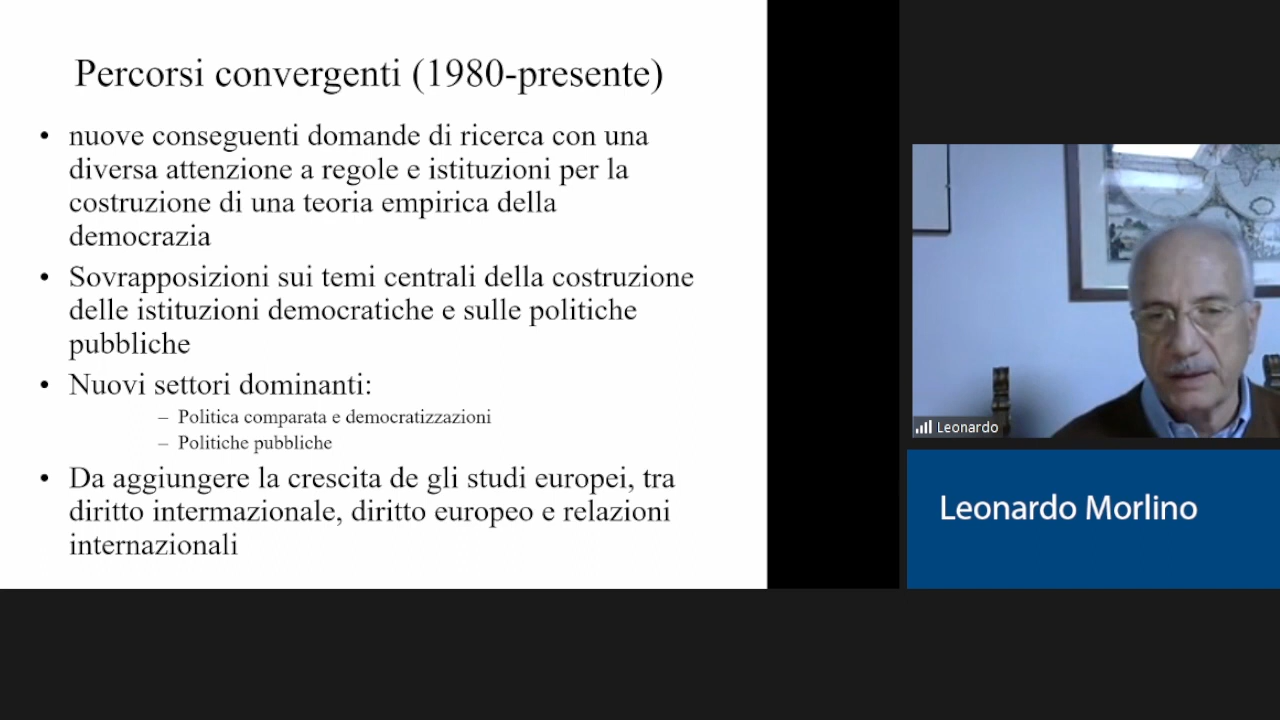 Percorsi convergenti (1980-presente)
• nuove conseguenti domande di ricerca con una
diversa attenzione a regole e istituzioni per la
costruzione di una teoria empirica della
democrazia
• Sovrapposizioni sui temi centrali della costruzione
delle istituzioni democratiche e sulle politiche
pubbliche
• Nuovi settori dominanti:
– Politica comparata e democratizzazioni
– Politiche pubbliche
• Da aggiungere la crescita de gli studi europei, tra
diritto intermazionale, diritto europeo e relazioni
internazionali
Leonardo
Leonardo Morlino